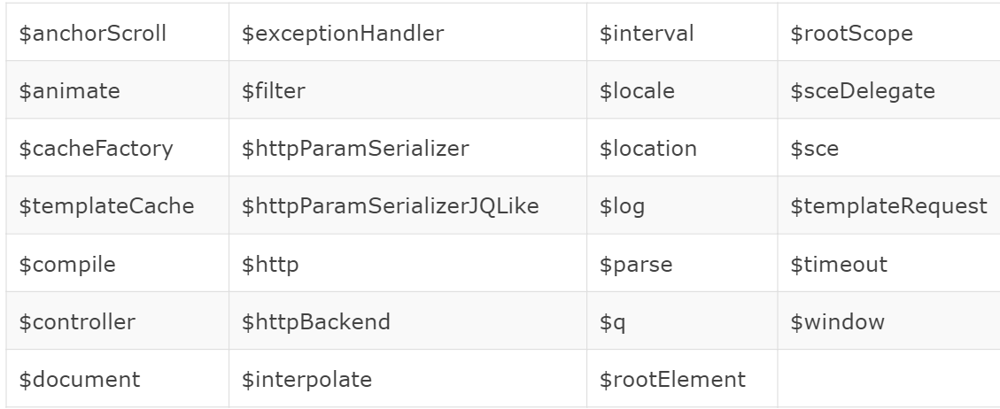 $anchorScroll $exceptionHandler $interval $rootScope
$animate $filter $locale $sceDelegate
$cacheFactory $httpParamSerializer $location $sce
$templateCache $httpParamSerializerJQLike $log $templateRequest
$compile $http $parse $timeout
$controller $httpBackend $q $window
$document $interpolate $rootElement